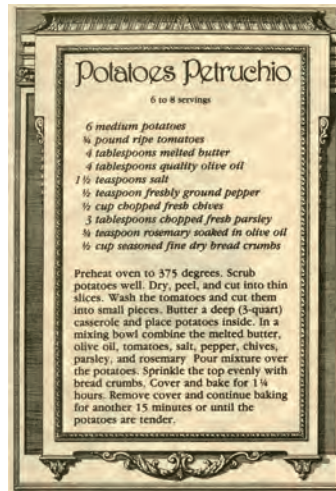 Potatoes Petruchio
6 to 8 servings
6 medium potatoes
¾ pound ripe tomatoes
4 tablespoons melted butter
4 tablespoons quality olive oil
1½ teaspoons salt
½ teaspoon freshly ground pepper
½ cup chopped fresh chives
3 tablespoons chopped fresh parsley
¾ teaspoon rosemary soaked in olive oil
½ cup seasoned fine dry bread crumbs
Preheat oven to 375 degrees. Scrub
potatoes well. Dry, peel, and cut into thin
slices. Wash the tomatoes and cut them
into small pieces. Butter a deep (3-quart)
casserole and place potatoes inside. In a
mixing bowl combine the melted butter,
olive oil, tomatoes, salt, pepper, chives,
parsley, and rosemary Pour mixture over
the potatoes. Sprinkle the top evenly with
bread crumbs. Cover and bake for 1¼
hours. Remove cover and continue baking
for another 15 minutes or until the
potatoes are tender.